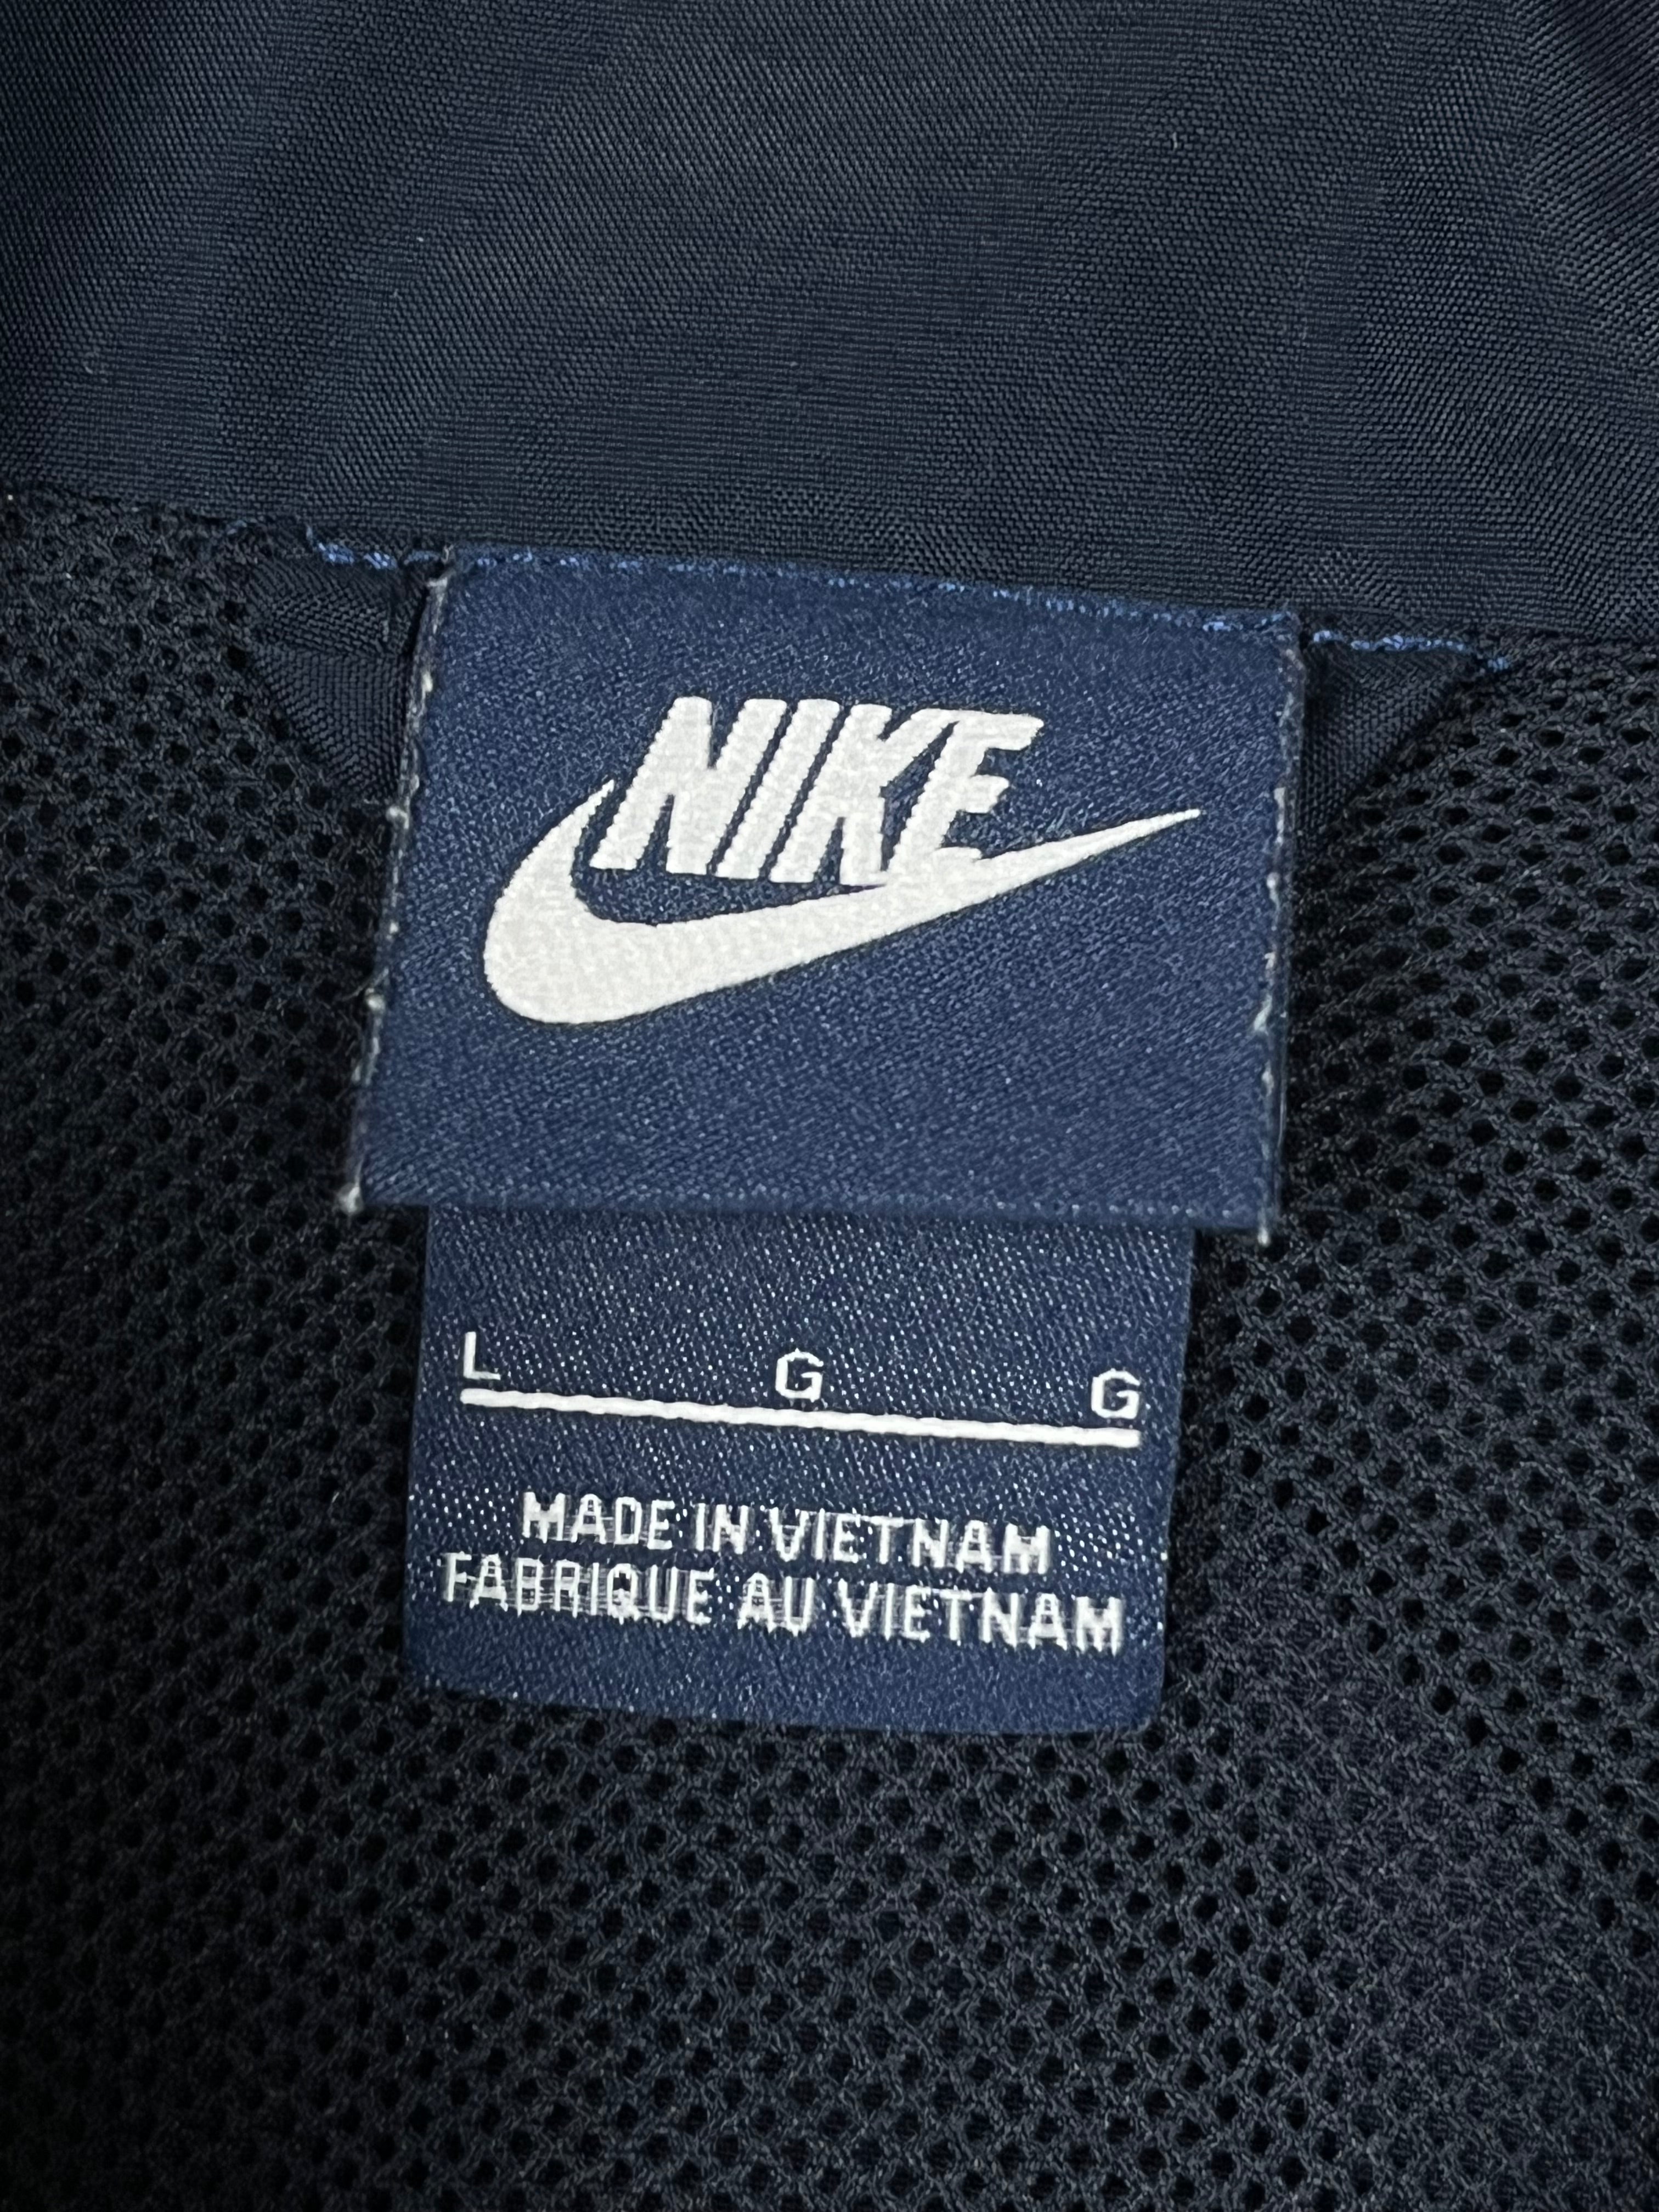 NIKE
L G G
MADE IN VIETNAM
FABRIQUE AU VIETNAM